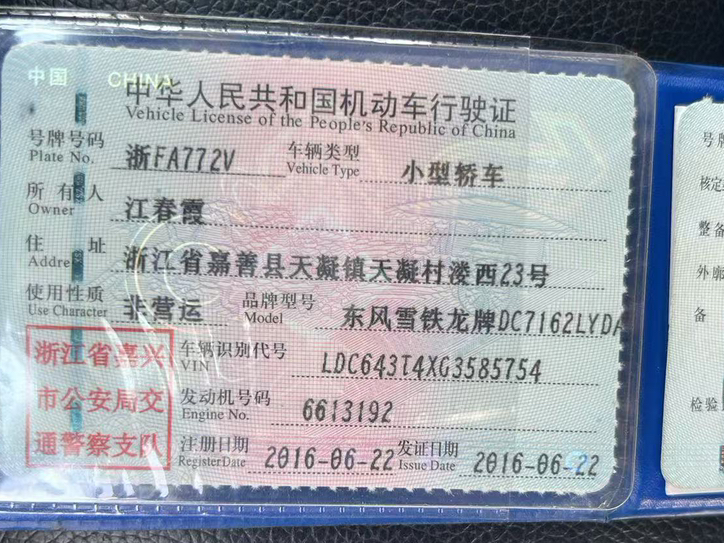 中国 CHINA
中华人民共和国机动车行驶证
Vehicle License of the People's Republic of China
号牌号码 浙FA772V 车辆类型 小型轿车
Plate No. Vehicle Type
所有人 江春霞
Owner
住址 浙江省嘉善县天凝镇天凝村溇西23号
Addre
使用性质 非营运 品牌型号 东风雪铁龙牌DC7162LYDA
Use Character Model
浙江省嘉兴
市公安局交
通警察支队
车辆识别代号 LDC643T4XG3585754
VIN
发动机号码 6613192
Engine No.
注册日期 2016-06-22 发证日期 2016-06-22
Register Date Issue Date
号牌
核定
整备
外廓
备
检验